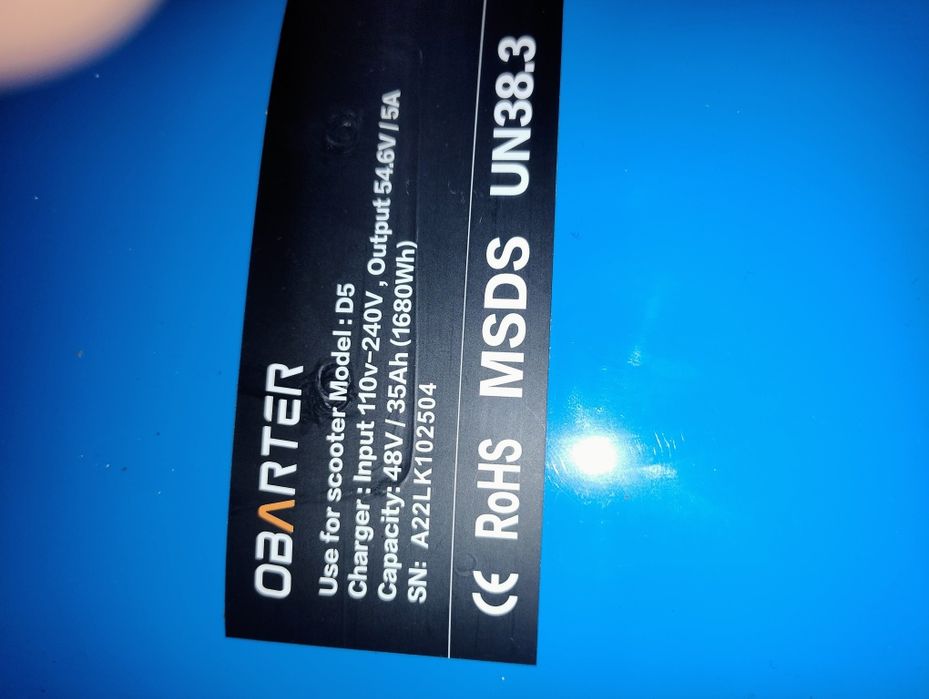 OBARTER
Use for scooter Model : D5
Charger : Input 110v-240V , Output 54.6V / 5A
Capacity: 48V / 35Ah (1680Wh)
SN: A22LK102504
CE RoHS MSDS UN38.3